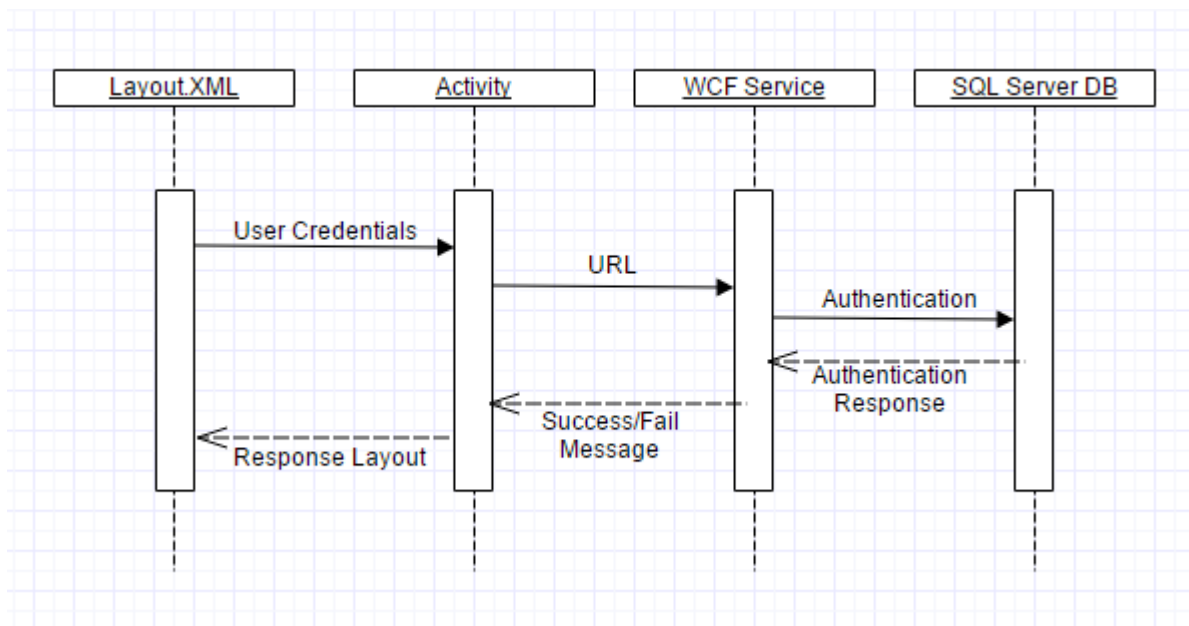 Layout.XML
Activity
WCF Service
SQL Server DB
User Credentials
URL
Authentication
Authentication
Response
Success/Fail
Message
Response Layout